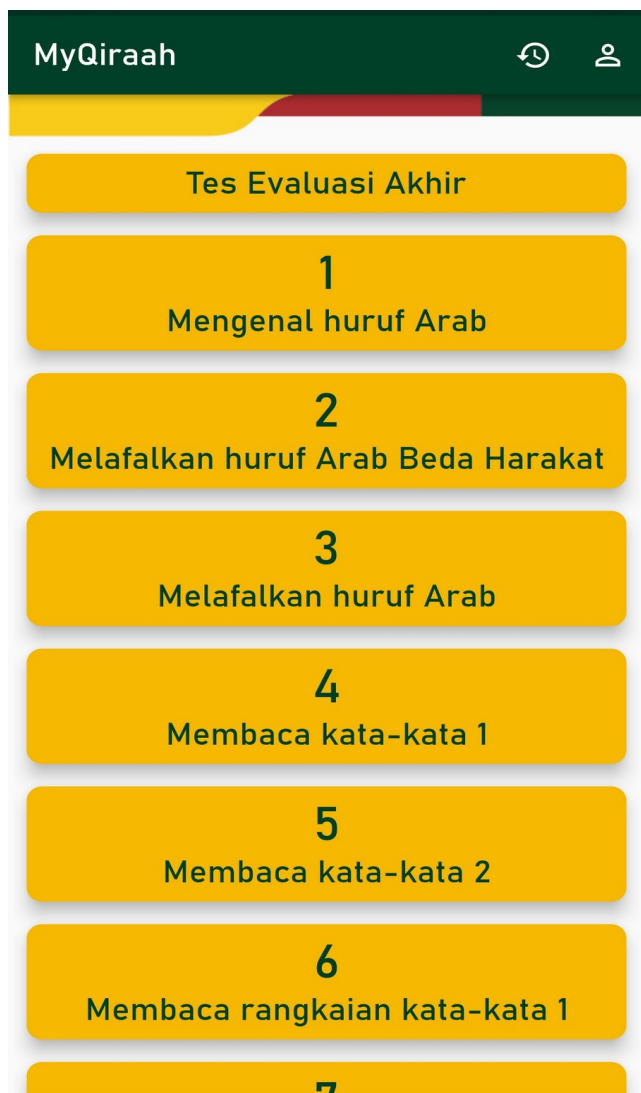 MyQiraah
Tes Evaluasi Akhir
1
Mengenal huruf Arab
2
Melafalkan huruf Arab Beda Harakat
3
Melafalkan huruf Arab
4
Membaca kata-kata 1
5
Membaca kata-kata 2
6
Membaca rangkaian kata-kata 1
7